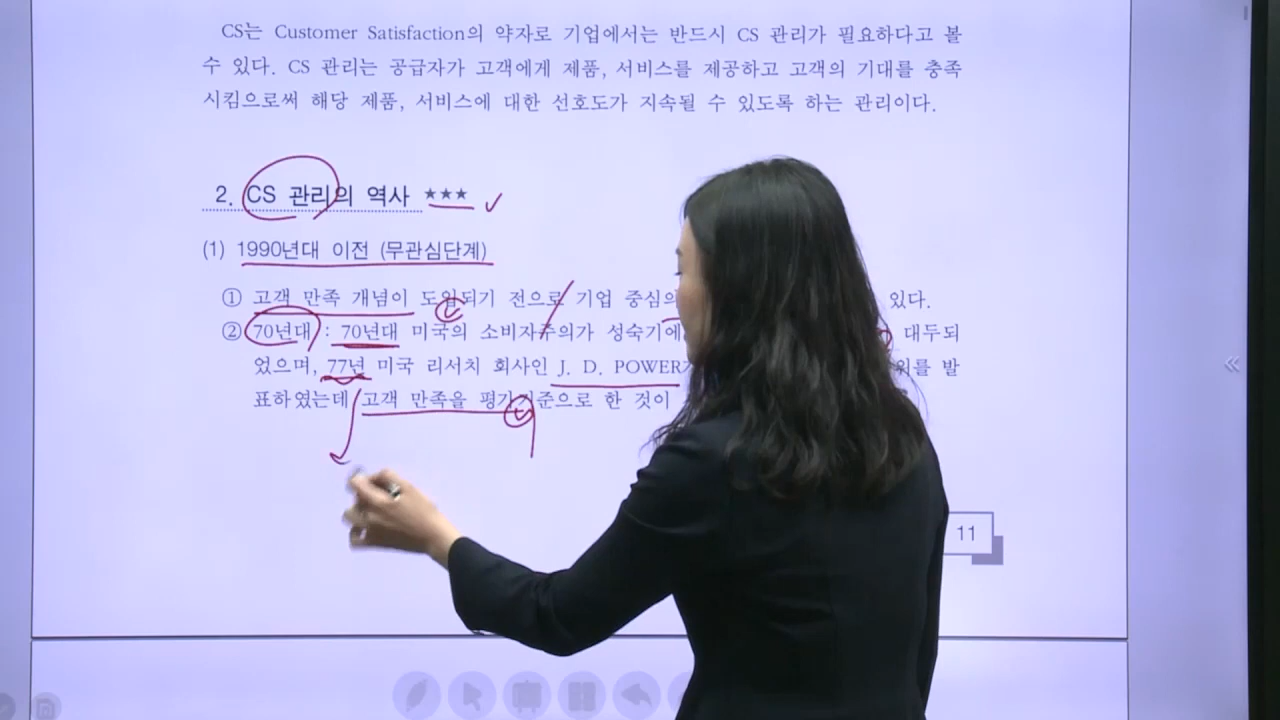 CS는 Customer Satisfaction의 약자로 기업에서는 반드시 CS 관리가 필요하다고 볼
수 있다. CS 관리는 공급자가 고객에게 제품, 서비스를 제공하고 고객의 기대를 충족
시킴으로써 해당 제품, 서비스에 대한 선호도가 지속될 수 있도록 하는 관리이다.
2. CS 관리의 역사 ★★★
(1) 1990년대 이전 (무관심단계)
① 고객 만족 개념이 도입되기 전으로 기업 중심의 있다.
② 70년대 : 70년대 미국의 소비자주의가 성숙기에 대두되
었으며, 77년 미국 리서치 회사인 J. D. POWER 위를 발
표하였는데 고객 만족을 평가기준으로 한 것이
11